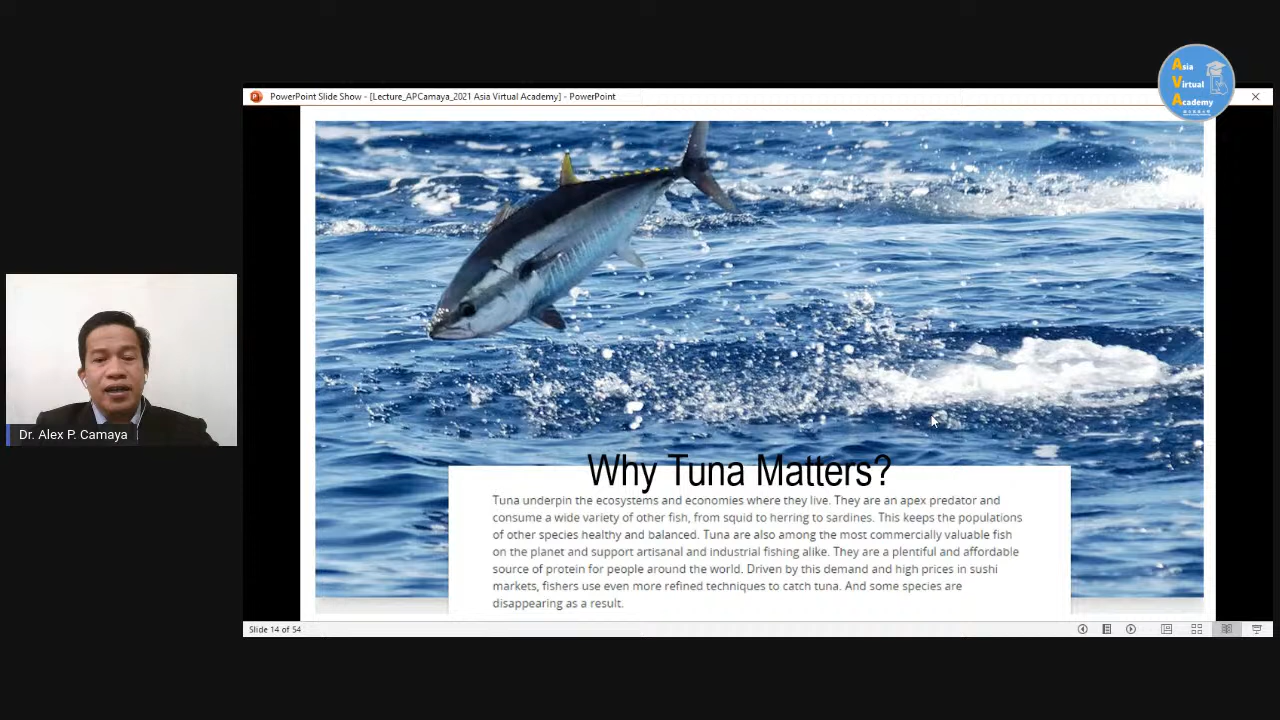 PowerPoint Slide Show - [Lecture_APCamaya_2021 Asia Virtual Academy] - PowerPoint
Asia
Virtual
Academy
Why Tuna Matters?
Tuna underpin the ecosystems and economies where they live. They are an apex predator and
consume a wide variety of other fish, from squid to herring to sardines. This keeps the populations
of other species healthy and balanced. Tuna are also among the most commercially valuable fish
on the planet and support artisanal and industrial fishing alike. They are a plentiful and affordable
source of protein for people around the world. Driven by this demand and high prices in sushi
markets, fishers use even more refined techniques to catch tuna. And some species are
disappearing as a result.
Dr. Alex P. Camaya
Slide 14 of 54